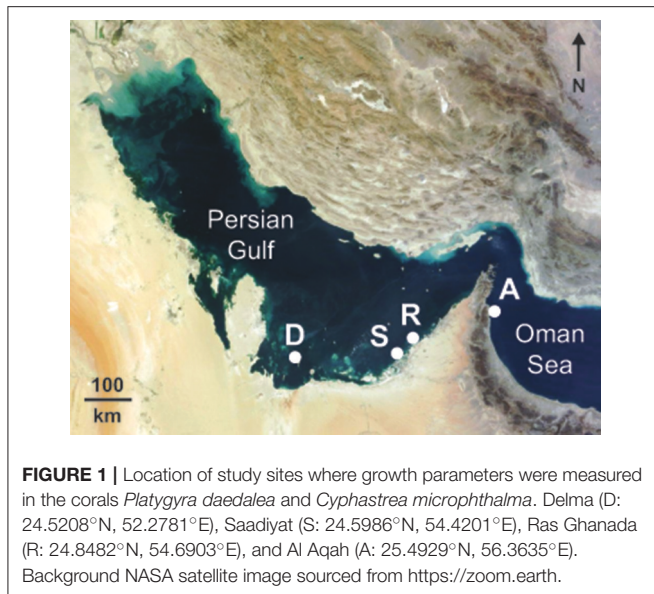 N
Persian
Gulf
A
R
S
D
Oman
Sea
100
km
FIGURE 1 | Location of study sites where growth parameters were measured
in the corals Platygyra daedalea and Cyphastrea microphthalma. Delma (D:
24.5208°N, 52.2781°E), Saadiyat (S: 24.5986°N, 54.4201°E), Ras Ghanada
(R: 24.8482°N, 54.6903°E), and Al Aqah (A: 25.4929°N, 56.3635°E).
Background NASA satellite image sourced from https://zoom.earth.